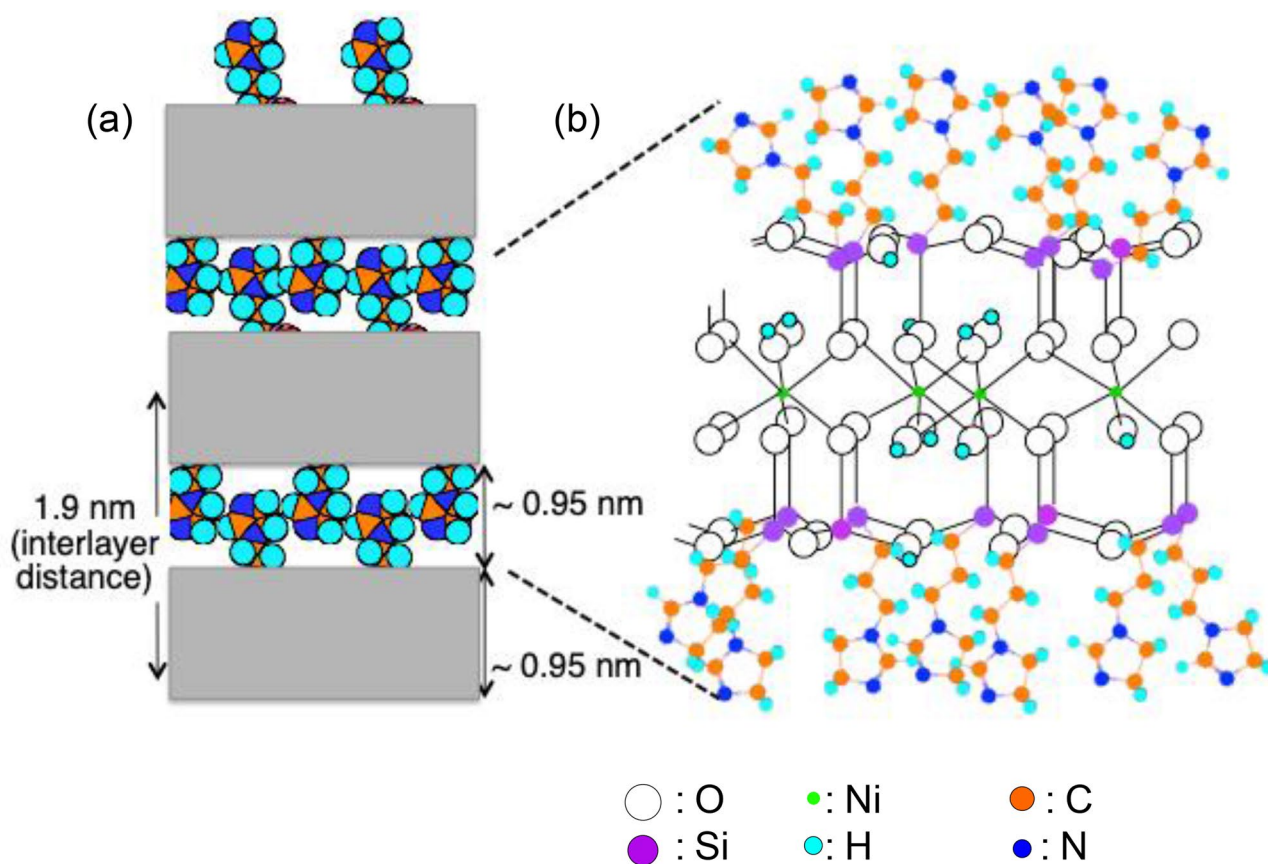 (a)
(b)
1.9 nm
(interlayer
distance)
~ 0.95 nm
~ 0.95 nm
: O : Ni : C
: Si : H : N